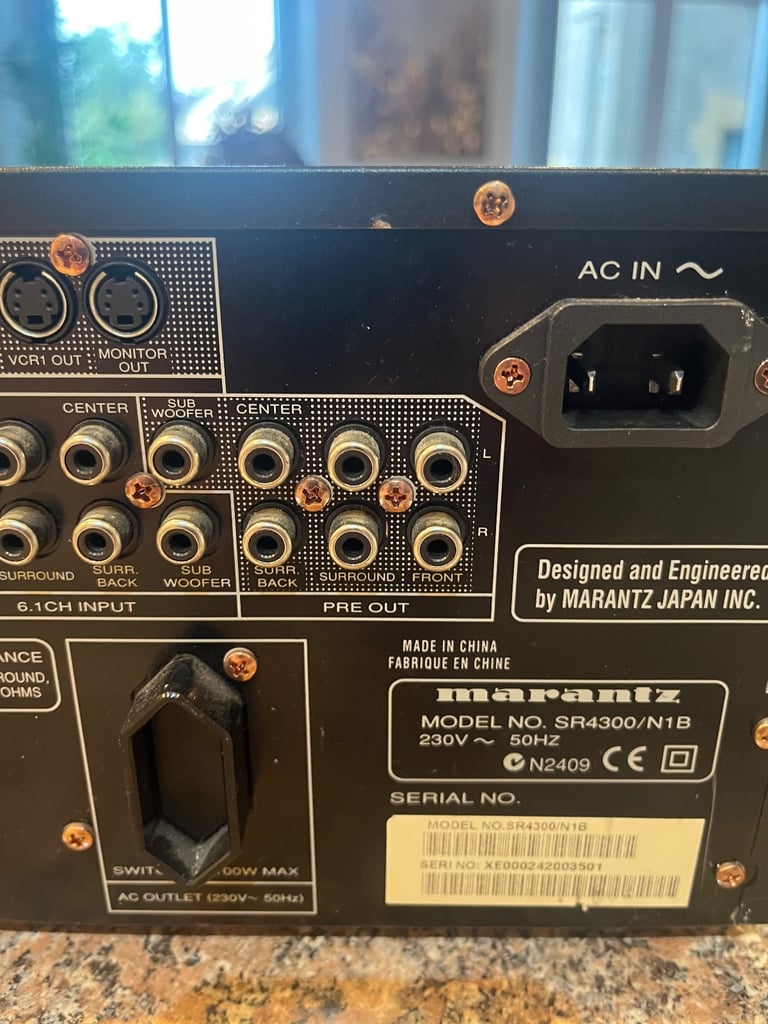 AC IN
VCR1 OUT
MONITOR
OUT
CENTER
SUB
WOOFER
CENTER
L
R
SURROUND
SURR.
BACK
SUB
WOOFER
SURR.
BACK
SURROUND
FRONT
6.1CH INPUT
PRE OUT
Designed and Engineered
by MARANTZ JAPAN INC.
MADE IN CHINA
FABRIQUE EN CHINE
marantz
MODEL NO. SR4300/N1B
230V ~ 50HZ
N2409 CE
SERIAL NO.
MODEL NO.SR4300/N1B
SERI NO: XE000242003501
OHMS
MAX
AC OUTLET (230V~ 50Hz)